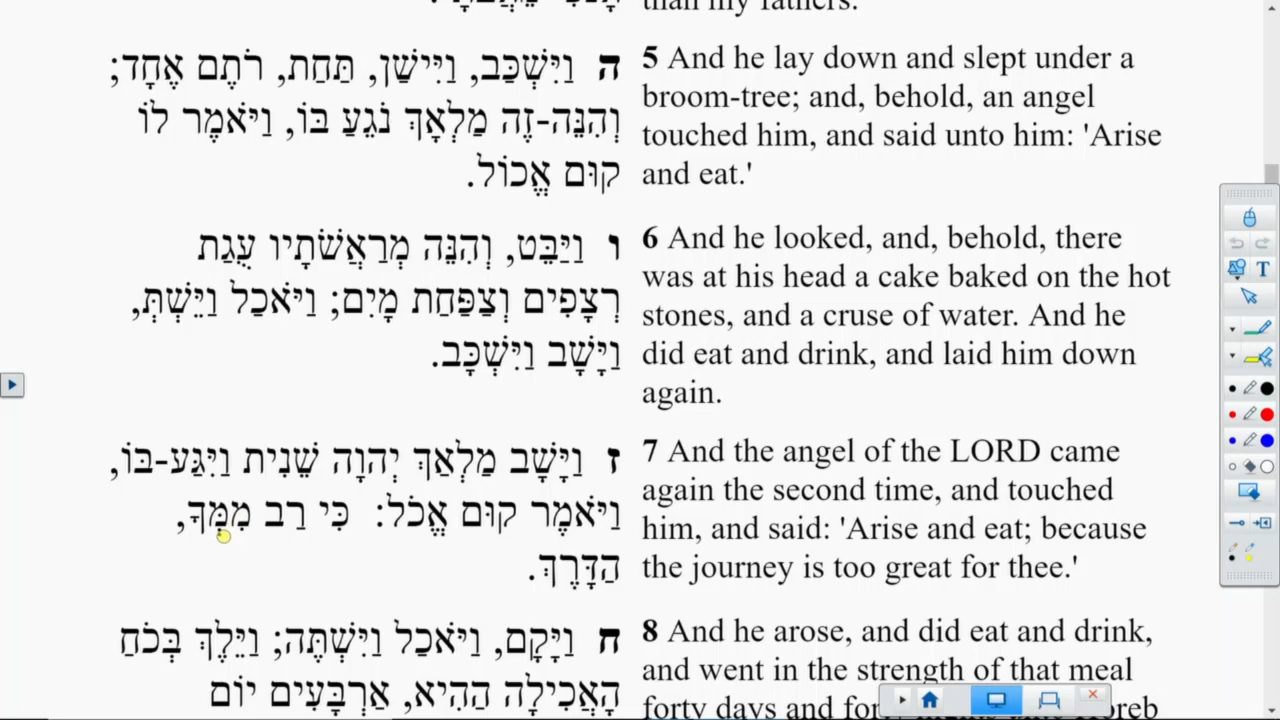 than my fathers.
ה וַיִּשְׁכַּב, וַיִּישַׁן, תַּחַת, רֹתֶם אֶחָד;
וְהִנֵּה-זֶה מַלְאָךְ נֹגֵעַ בּוֹ, וַיֹּאמֶר לוֹ
קוּם אֱכוֹל.
5 And he lay down and slept under a
broom-tree; and, behold, an angel
touched him, and said unto him: 'Arise
and eat.'
ו וַיַּבֵּט, וְהִנֵּה מְרַאֲשֹׁתָיו עֻגַת
רְצָפִים וְצַפַּחַת מָיִם; וַיֹּאכַל וַיֵּשְׁתְּ,
וַיָּשָׁב וַיִּשְׁכָּב.
6 And he looked, and, behold, there
was at his head a cake baked on the hot
stones, and a cruse of water. And he
did eat and drink, and laid him down
again.
ז וַיָּשָׁב מַלְאַךְ יְהוָה שֵׁנִית וַיִּגַּע-בּוֹ,
וַיֹּאמֶר קוּם אֱכֹל: כִּי רַב מִמְּךָ,
הַדָּרֶךְ.
7 And the angel of the LORD came
again the second time, and touched
him, and said: 'Arise and eat; because
the journey is too great for thee.'
ח וַיָּקָם, וַיֹּאכַל וַיִּשְׁתֶּה; וַיֵּלֶךְ בְּכֹחַ
הָאֲכִילָה הַהִיא, אַרְבָּעִים יוֹם
8 And he arose, and did eat and drink,
and went in the strength of that meal
forty days and